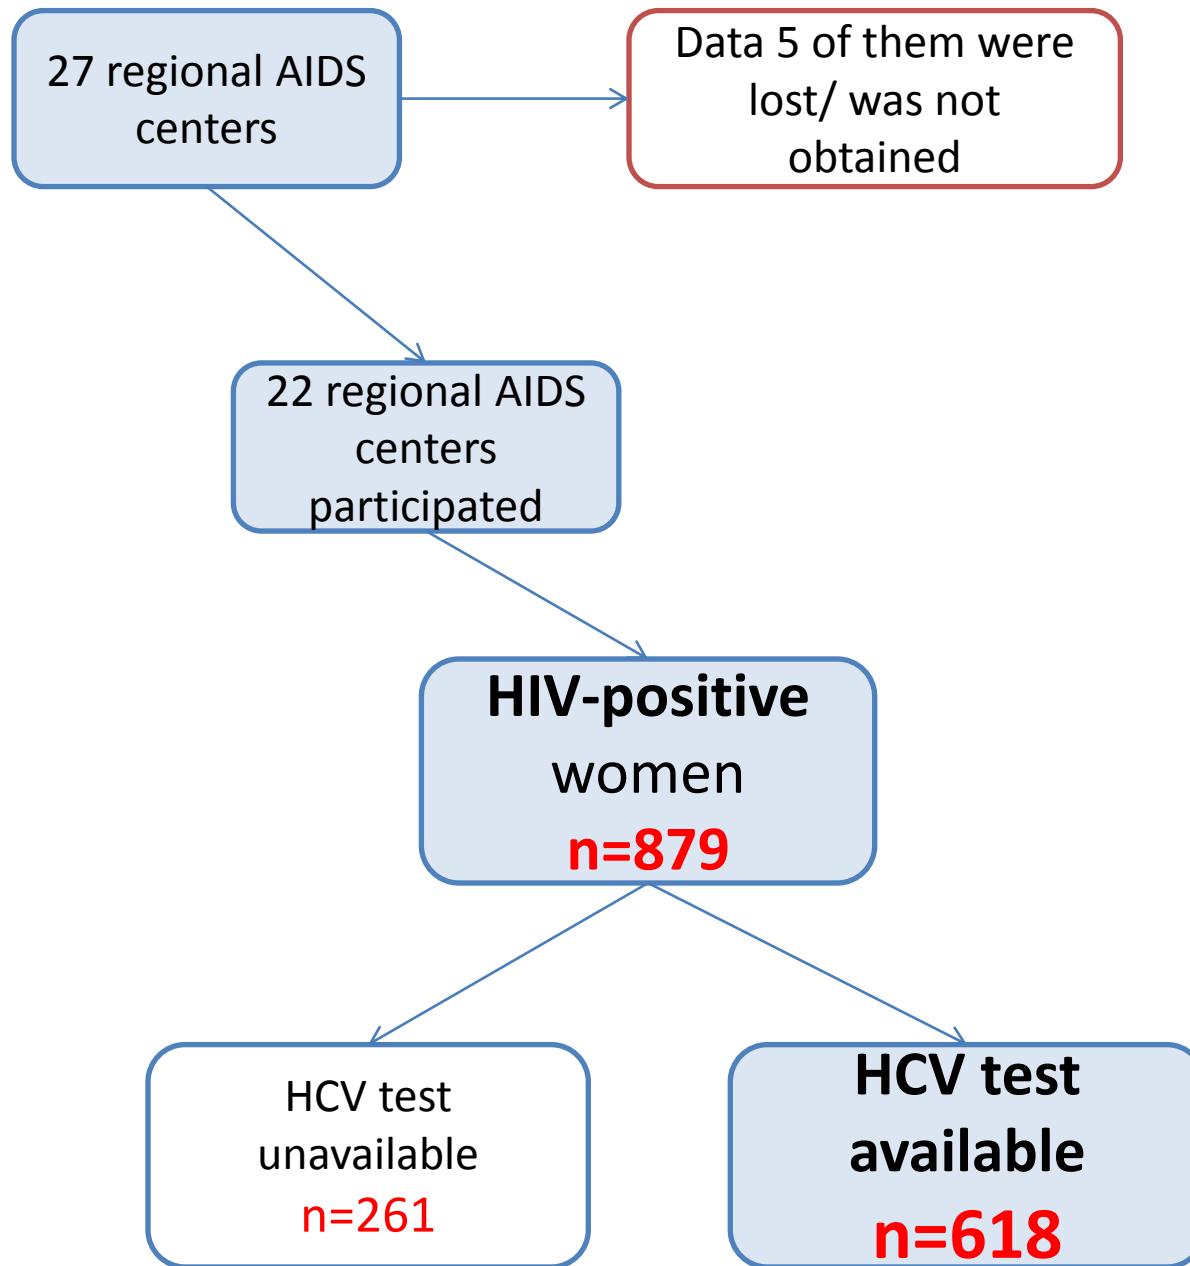 27 regional AIDS
centers
Data 5 of them were
lost/ was not
obtained
22 regional AIDS
centers
participated
HIV-positive
women
n=879
HCV test
unavailable
n=261
HCV test
available
n=618